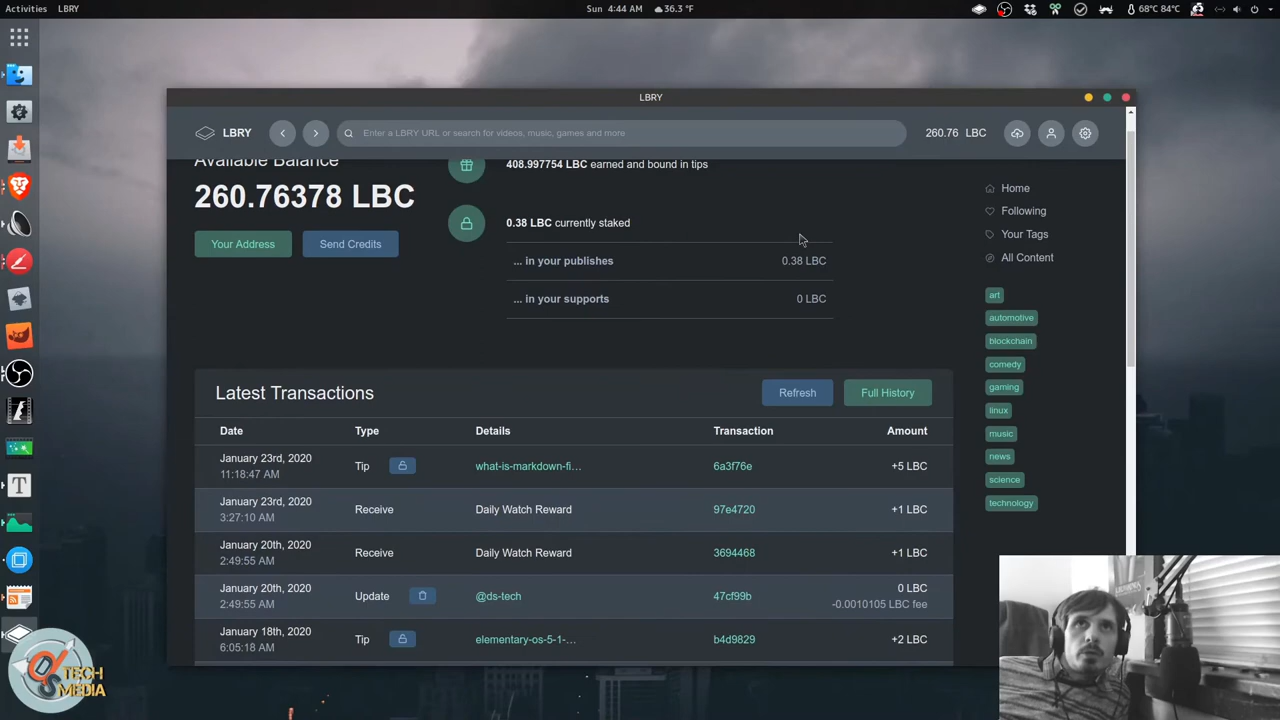 Activities LBRY Sun 4:44 AM 36.3 °F 68°C 84°C
LBRY
LBRY Enter a LBRY URL or search for videos, music, games and more 260.76 LBC
Available Balance
260.76378 LBC
Your Address Send Credits
408.997754 LBC earned and bound in tips
0.38 LBC currently staked
... in your publishes 0.38 LBC
... in your supports 0 LBC
Home
Following
Your Tags
All Content
art
automotive
blockchain
comedy
gaming
linux
music
news
science
technology
Latest Transactions Refresh Full History
Date Type Details Transaction Amount
January 23rd, 2020
11:18:47 AM Tip what-is-markdown-fi... 6a3f76e +5 LBC
January 23rd, 2020
3:27:10 AM Receive Daily Watch Reward 97e4720 +1 LBC
January 20th, 2020
2:49:55 AM Receive Daily Watch Reward 3694468 +1 LBC
January 20th, 2020
2:49:55 AM Update @ds-tech 47cf99b 0 LBC
-0.0010105 LBC fee
January 18th, 2020
6:05:18 AM Tip elementary-os-5-1-... b4d9829 +2 LBC
DS
TECH
MEDIA